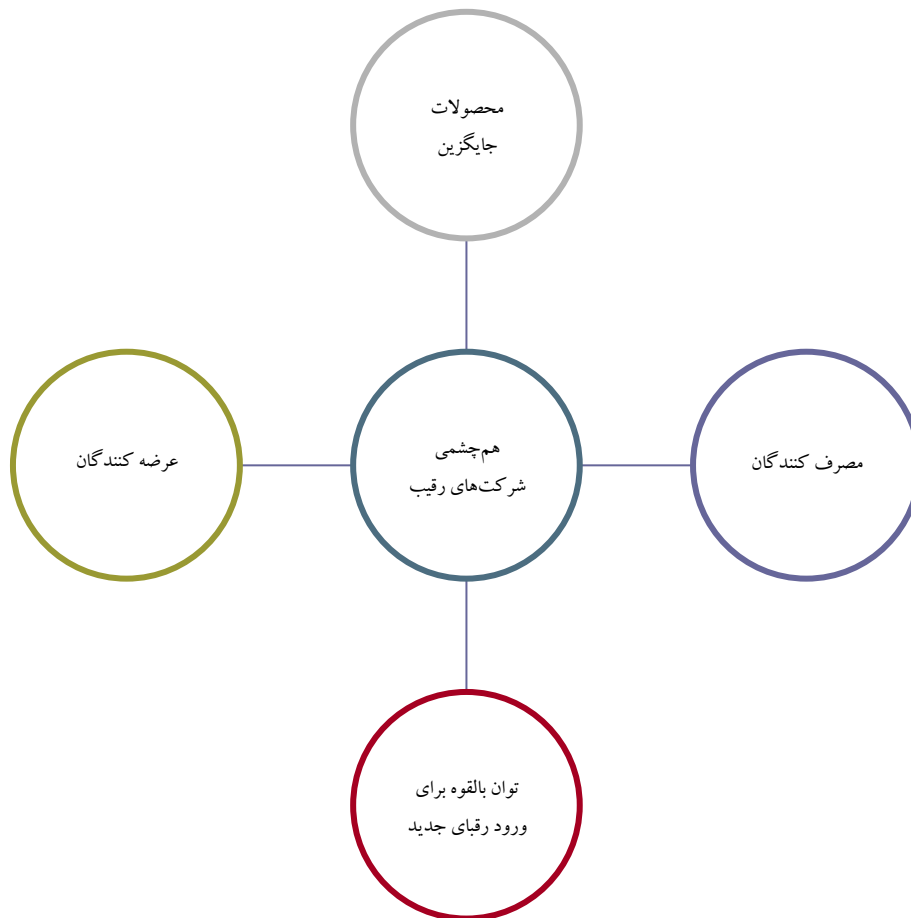 محصولات
جایگزین
هم‌چشمی
شرکت‌های رقیب
مصرف کنندگان
عرضه کنندگان
توان بالقوه برای
ورود رقبای جدید